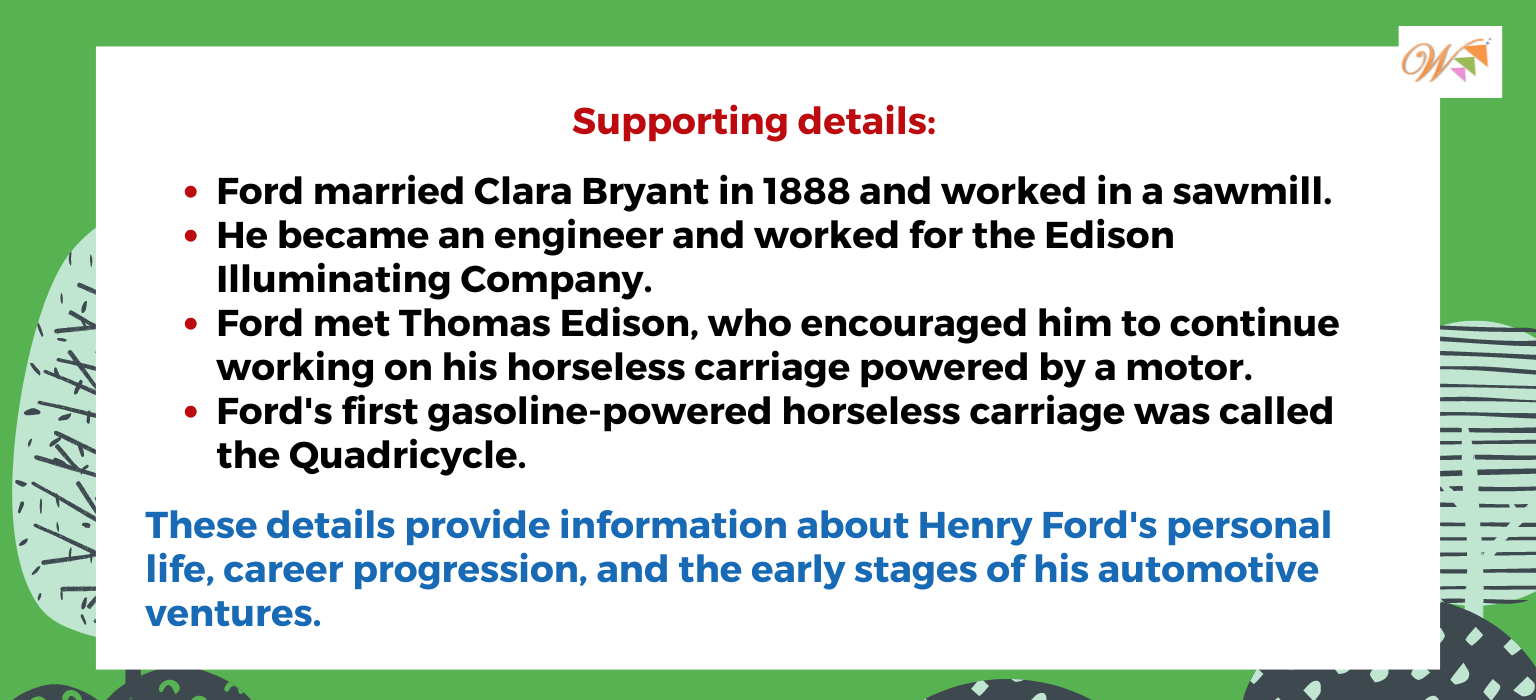 W
Supporting details:
• Ford married Clara Bryant in 1888 and worked in a sawmill.
• He became an engineer and worked for the Edison
Illuminating Company.
• Ford met Thomas Edison, who encouraged him to continue
working on his horseless carriage powered by a motor.
• Ford's first gasoline-powered horseless carriage was called
the Quadricycle.
These details provide information about Henry Ford's personal
life, career progression, and the early stages of his automotive
ventures.